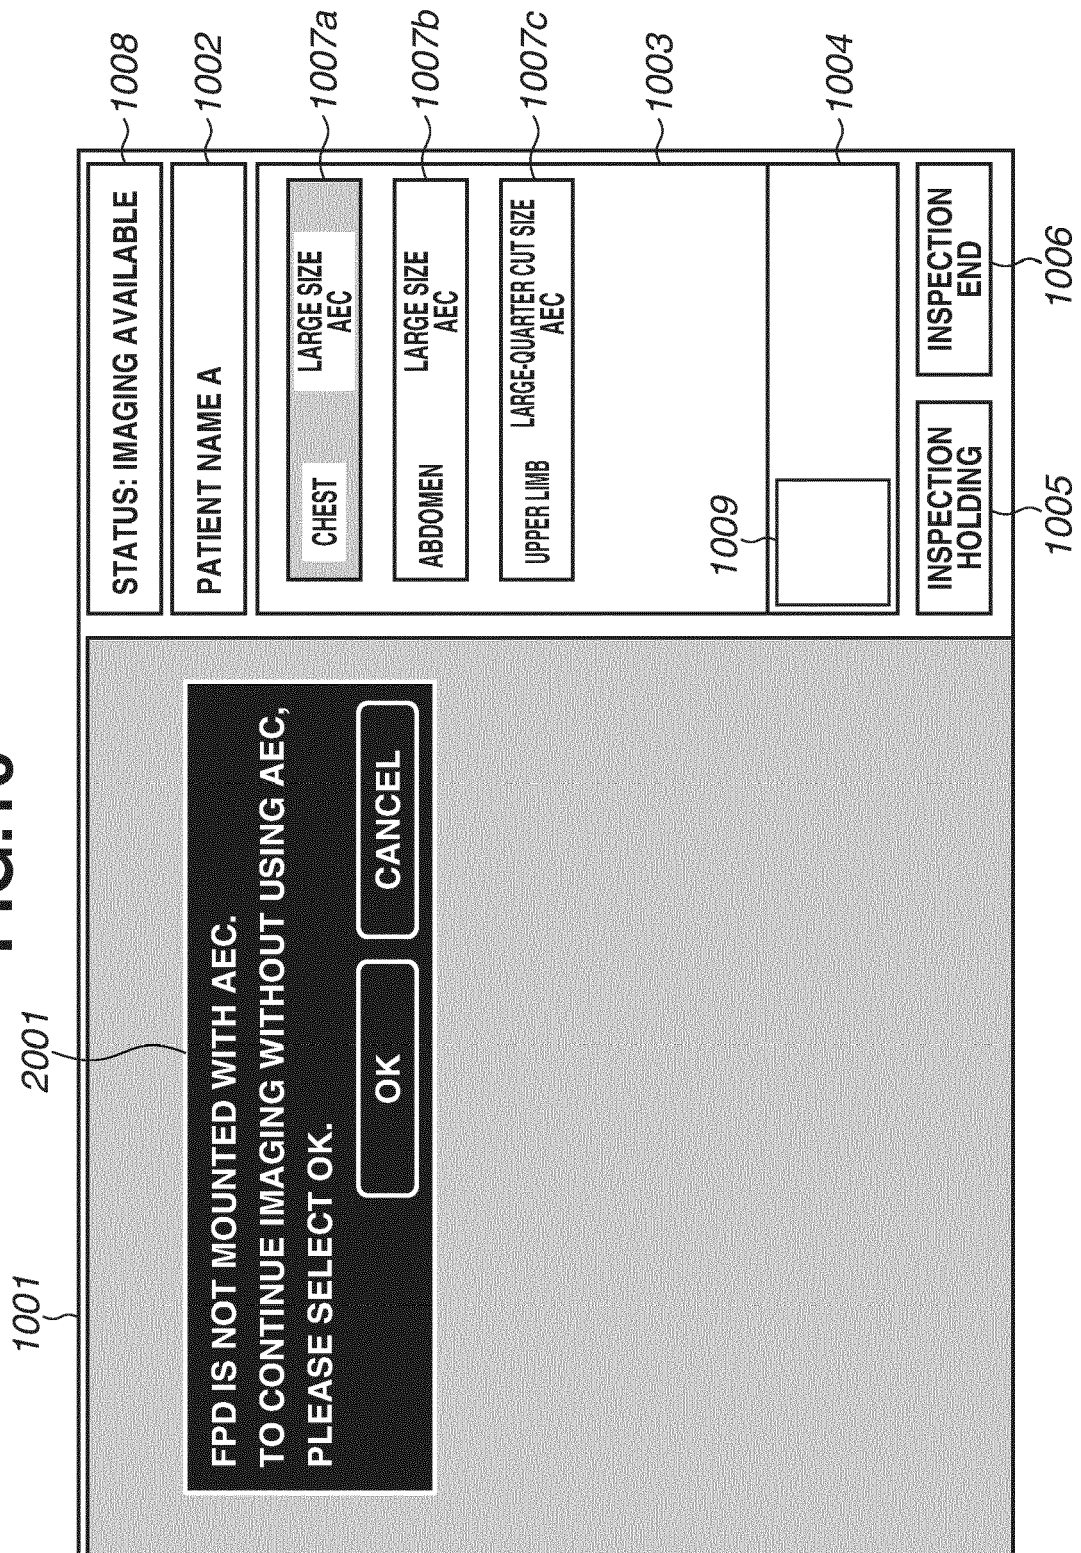 2001
1001
FPD IS NOT MOUNTED WITH AEC.
TO CONTINUE IMAGING WITHOUT USING AEC,
PLEASE SELECT OK.
OK
CANCEL
STATUS: IMAGING AVAILABLE
1008
PATIENT NAME A
1002
CHEST
LARGE SIZE
AEC
1007a
ABDOMEN
LARGE SIZE
AEC
1007b
UPPER LIMB
LARGE-QUARTER CUT SIZE
AEC
1007c
1003
1009
1004
INSPECTION
HOLDING
INSPECTION
END
1005
1006